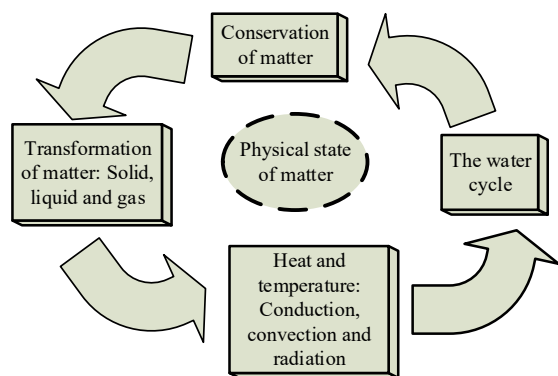 Conservation
of matter
Transformation
of matter: Solid,
liquid and gas
Physical state
of matter
The water
cycle
Heat and
temperature:
Conduction,
convection and
radiation